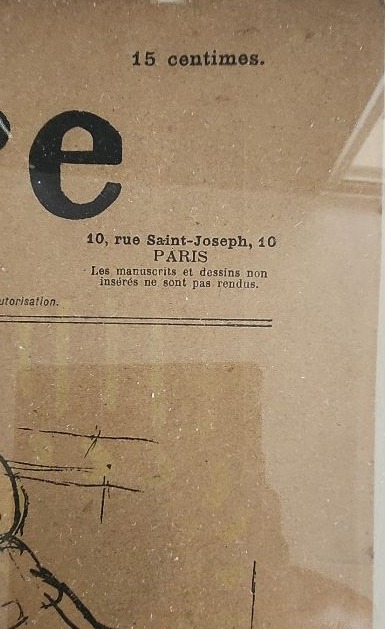 15 centimes.
e
10, rue Saint-Joseph, 10
PARIS
Les manuscrits et dessins non
insérés ne sont pas rendus.
utorisation.